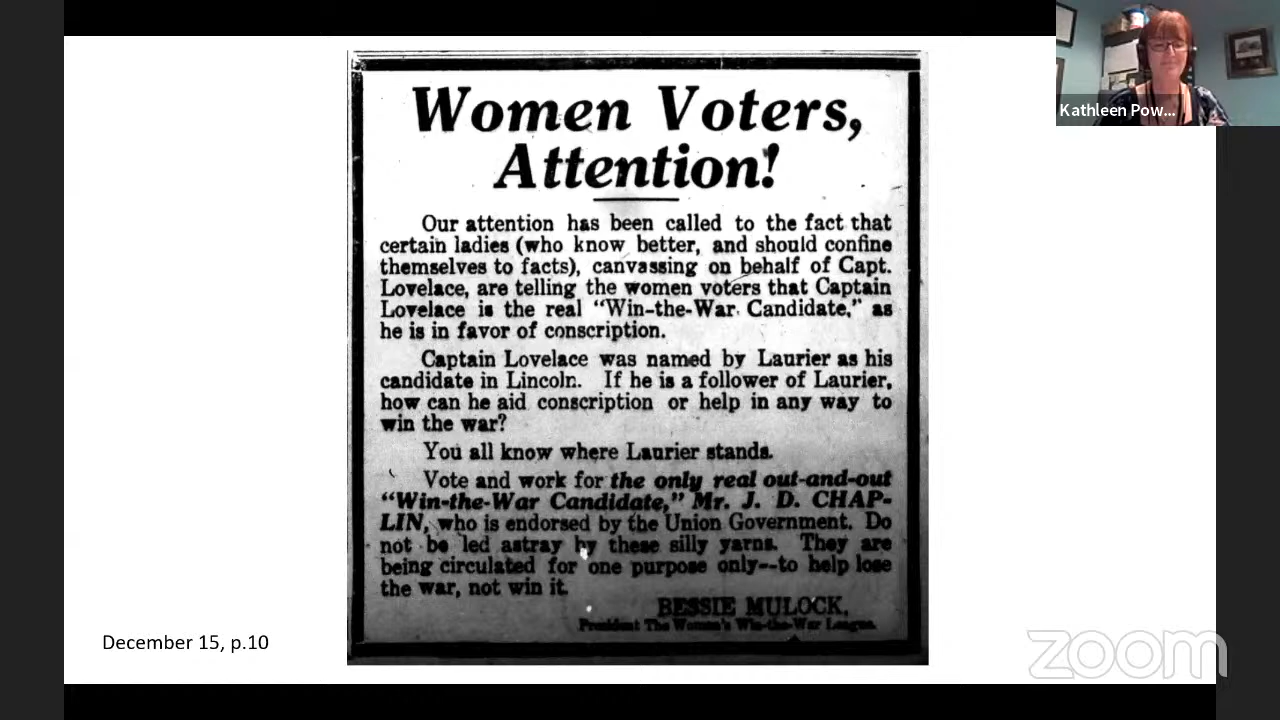 Women Voters,
Attention!
Our attention has been called to the fact that
certain ladies (who know better, and should confine
themselves to facts), canvassing on behalf of Capt.
Lovelace, are telling the women voters that Captain
Lovelace is the real "Win-the-War Candidate," as
he is in favor of conscription.
Captain Lovelace was named by Laurier as his
candidate in Lincoln. If he is a follower of Laurier,
how can he aid conscription or help in any way to
win the war?
You all know where Laurier stands.
Vote and work for the only real out-and-out
"Win-the-War Candidate," Mr. J. D. CHAP-
LIN, who is endorsed by the Union Government. Do
not be led astray by these silly yarns. They are
being circulated for one purpose only--to help lose
the war, not win it.
BESSIE MULOCK,
President The Women's Win-the-War League.
December 15, p.10
Kathleen Pow...
zoom